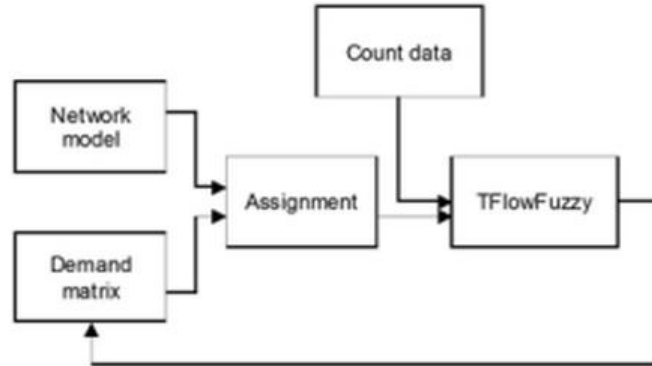 Count data
Network
model
Assignment
TFlowFuzzy
Demand
matrix